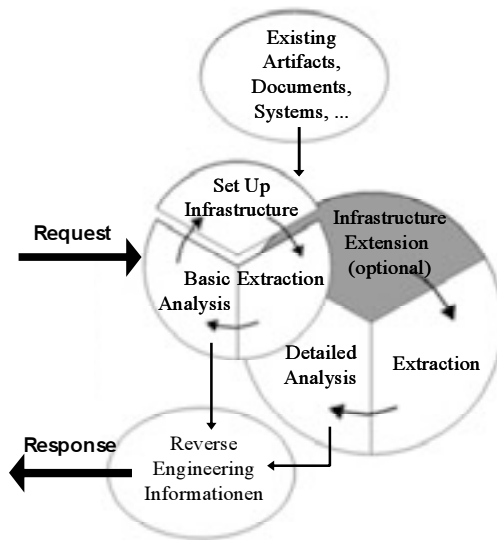 Existing
Artifacts,
Documents,
Systems, ...
Set Up
Infrastructure
Request
Infrastructure
Extension
(optional)
Basic
Analysis
Extraction
Detailed
Analysis
Extraction
Response
Reverse
Engineering
Informationen